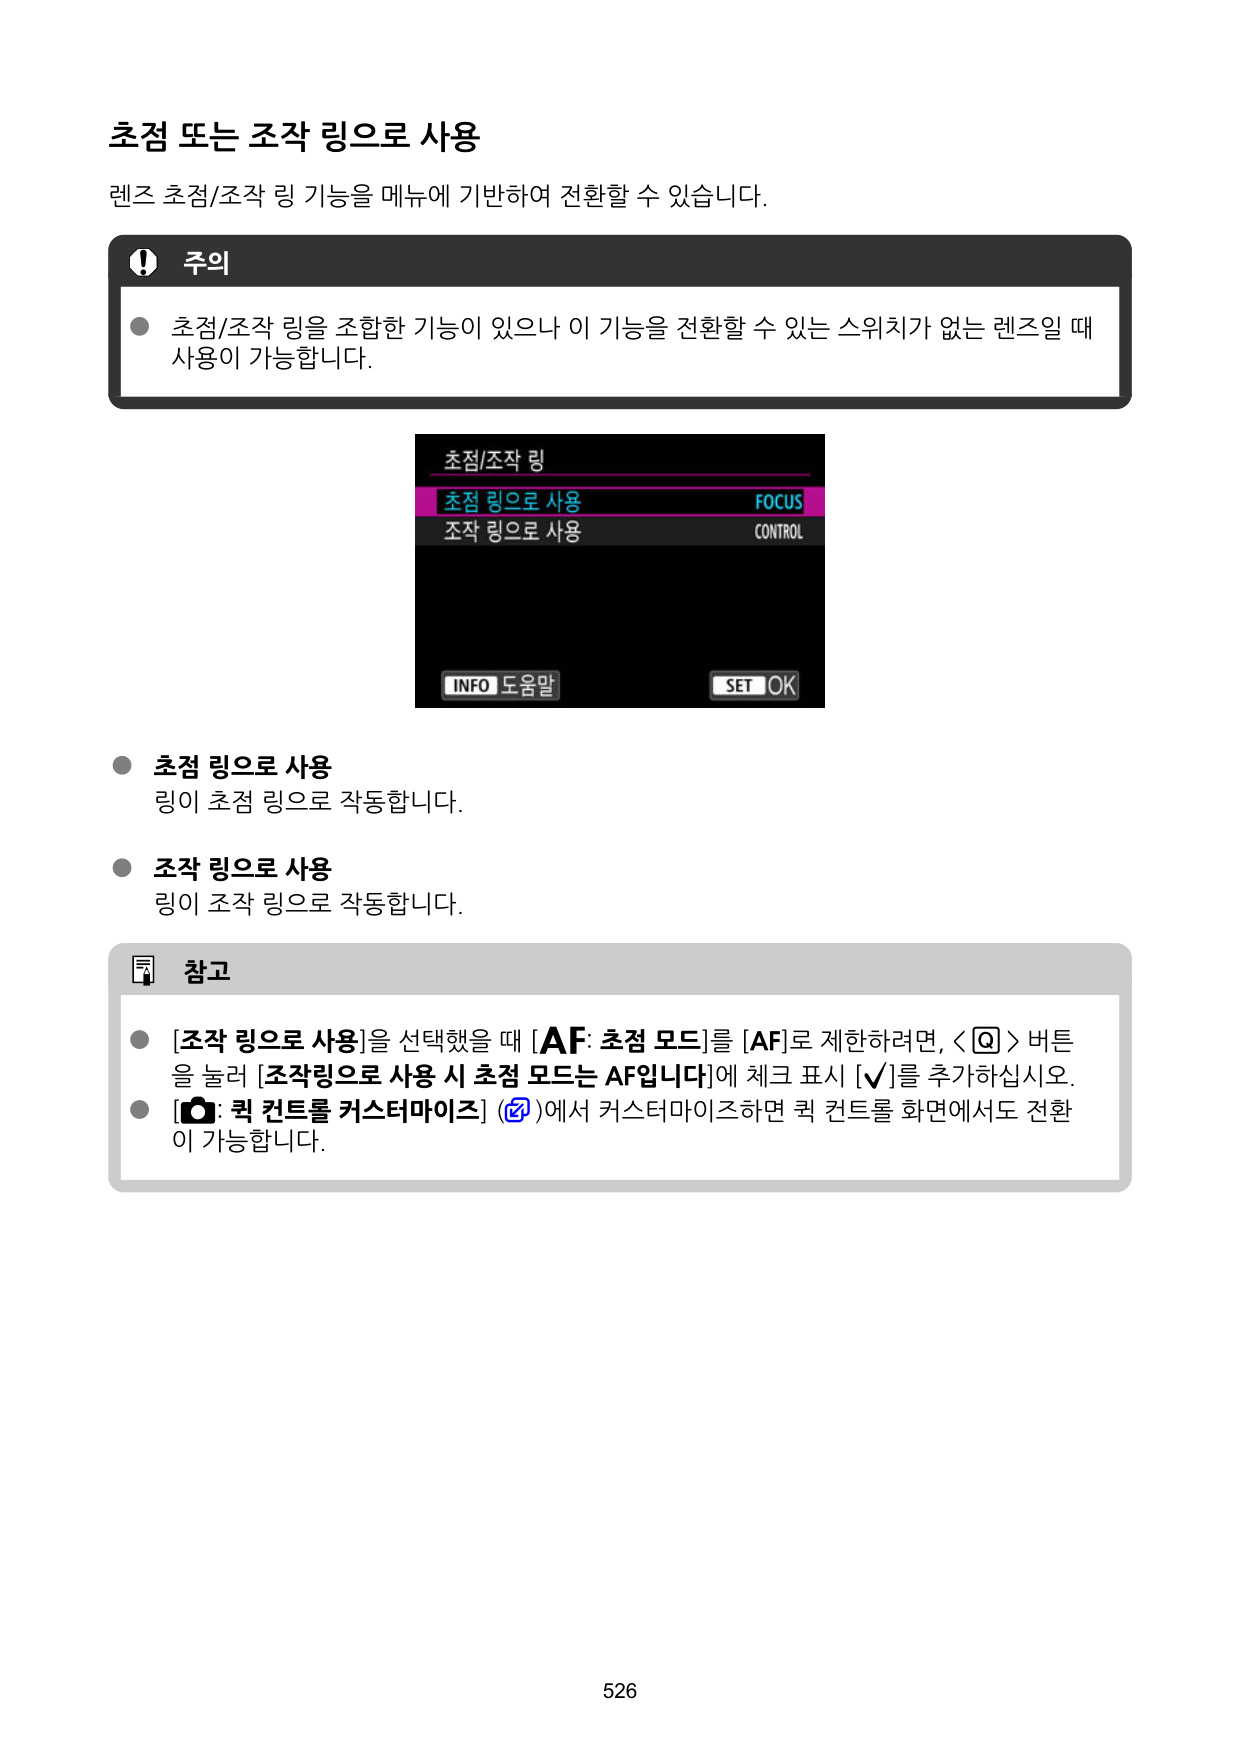 초점 또는 조작 링으로 사용
렌즈 초점/조작 링 기능을 메뉴에 기반하여 전환할 수 있습니다.
주의
● 초점/조작 링을 조합한 기능이 있으나 이 기능을 전환할 수 있는 스위치가 없는 렌즈일 때
사용이 가능합니다.
초점/조작 링
초점 링으로 사용 FOCUS
조작 링으로 사용 CONTROL
INFO 도움말 SET OK
● 초점 링으로 사용
링이 초점 링으로 작동합니다.
● 조작 링으로 사용
링이 조작 링으로 작동합니다.
참고
● [조작 링으로 사용]을 선택했을 때 [AF: 초점 모드]를 [AF]로 제한하려면, <Q> 버튼
을 눌러 [조작링으로 사용 시 초점 모드는 AF입니다]에 체크 표시 [✓]를 추가하십시오.
● [: 퀵 컨트롤 커스터마이즈] ()에서 커스터마이즈하면 퀵 컨트롤 화면에서도 전환
이 가능합니다.
526